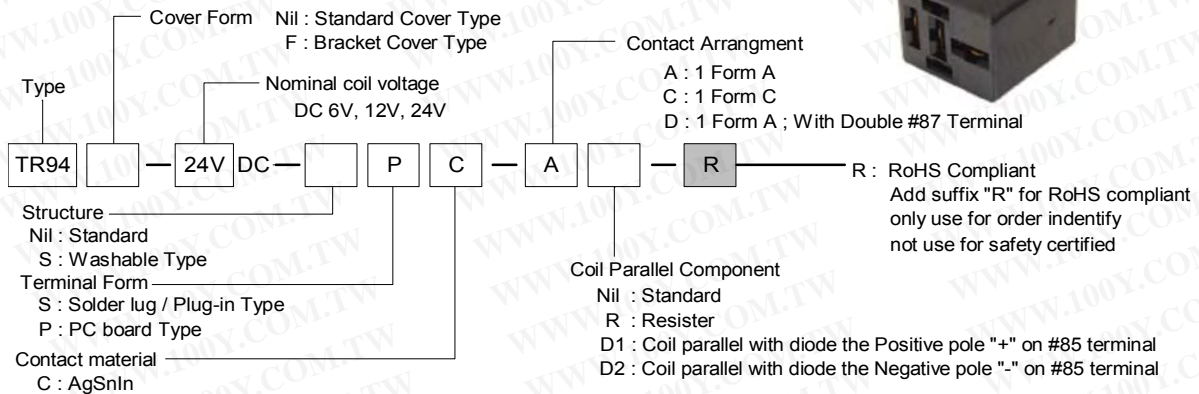 Cover Form Nil : Standard Cover Type
F : Bracket Cover Type
Type
Nominal coil voltage
DC 6V, 12V, 24V
Contact Arrangment
A : 1 Form A
C : 1 Form C
D : 1 Form A ; With Double #87 Terminal
TR94 — 24V DC — P C — A — R
R : RoHS Compliant
Add suffix "R" for RoHS compliant
only use for order indentify
not use for safety certified
Structure
Nil : Standard
S : Washable Type
Terminal Form
S : Solder lug / Plug-in Type
P : PC board Type
Contact material
C : AgSnIn
Coil Parallel Component
Nil : Standard
R : Resister
D1 : Coil parallel with diode the Positive pole "+" on #85 terminal
D2 : Coil parallel with diode the Negative pole "-" on #85 terminal
WWW.100Y.COM.TW